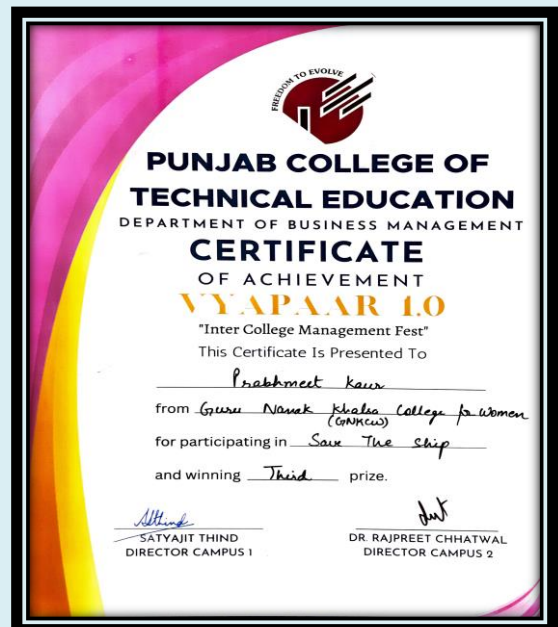 FREEDOM TO EVOLVE
PUNJAB COLLEGE OF
TECHNICAL EDUCATION
DEPARTMENT OF BUSINESS MANAGEMENT
CERTIFICATE
OF ACHIEVEMENT
VYAPAAR 1.0
"Inter College Management Fest"
This Certificate Is Presented To
Prabhmeet Kaur
from Guru Nanak Khalsa College for Women
(GNKCW)
for participating in Save The Ship
and winning Third prize.
SThind
SATYAJIT THIND DR. RAJPREET CHHATWAL
DIRECTOR CAMPUS 1 DIRECTOR CAMPUS 2